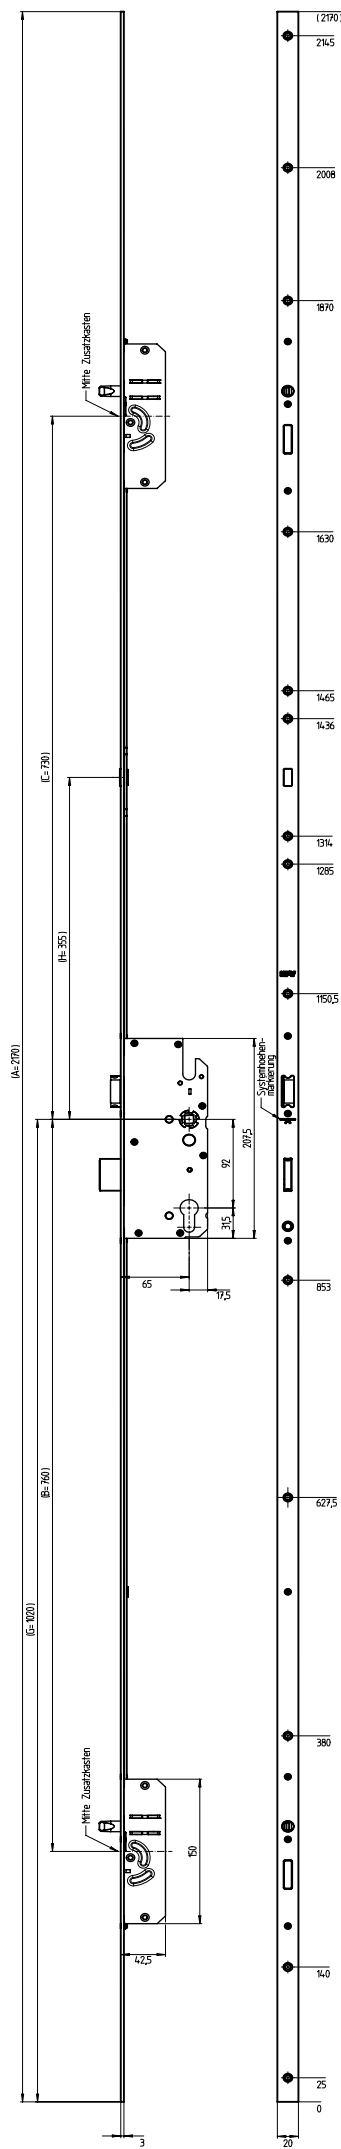 (2170)
2145
2008
1870
Mitte Zusatzkasten
1630
1465
1436
(C=730)
1314
(H=355)
1285
(A=2170)
1150,5
Systemhoehen-
markierung
207,5
92
31,5
65
17,5
853
(B=760)
627,5
(G=1020)
380
Mitte Zusatzkasten
150
42,5
140
25
0
3
20